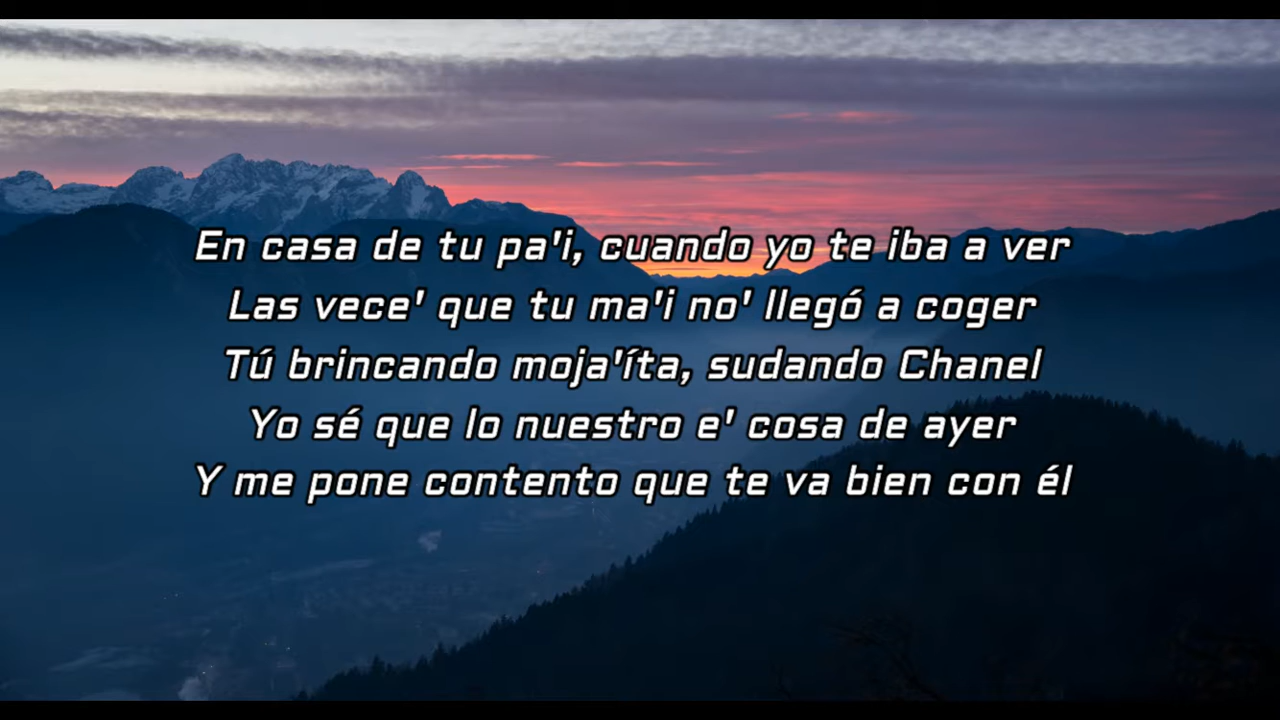 En casa de tu pa'i, cuando yo te iba a ver
Las vece' que tu ma'i no' llegó a coger
Tú brincando moja'íta, sudando Chanel
Yo sé que lo nuestro e' cosa de ayer
Y me pone contento que te va bien con él